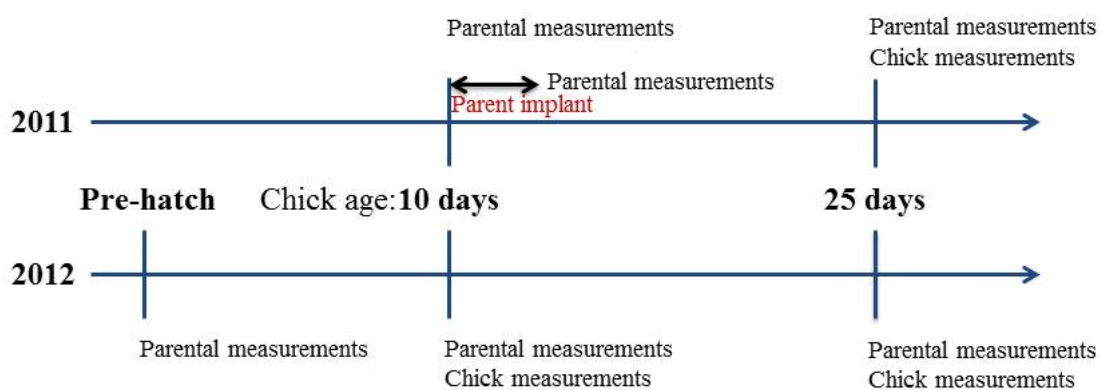 Parental measurements
Parental measurements
Chick measurements
Parental measurements
Parent implant
2011
Pre-hatch Chick age:10 days 25 days
2012
Parental measurements Parental measurements Parental measurements
Chick measurements Chick measurements